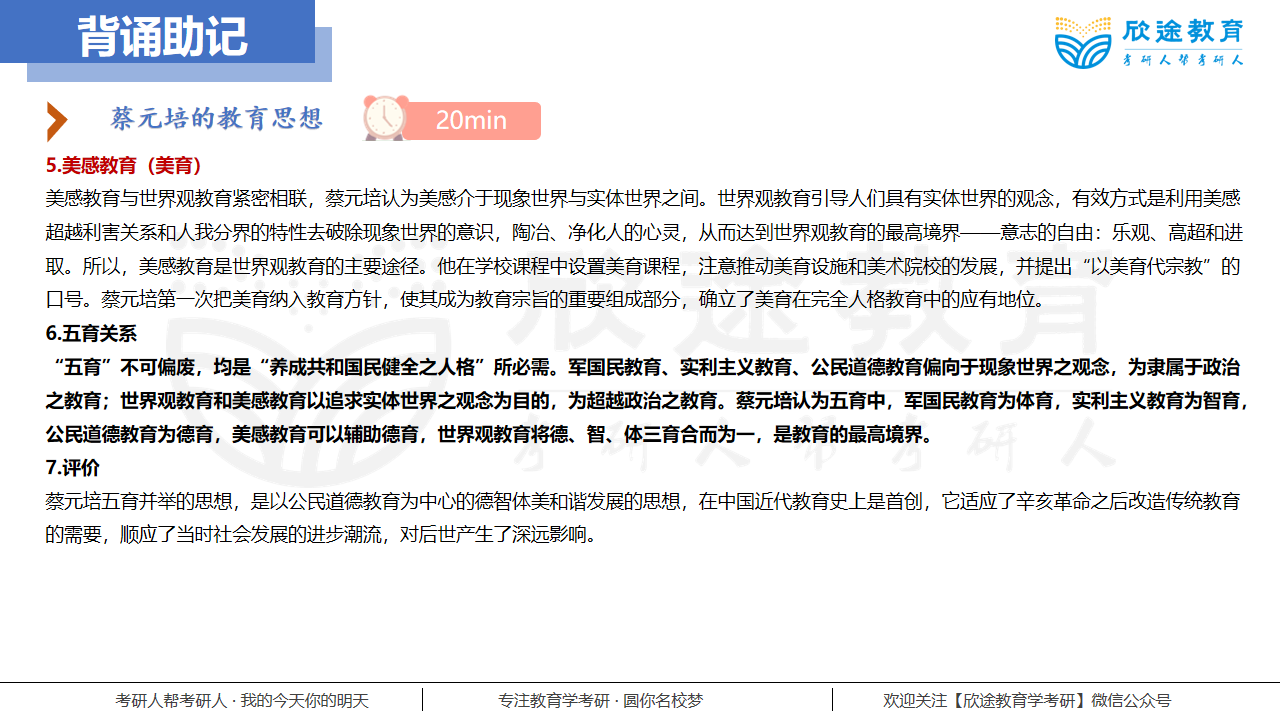 背诵助记
欣途教育
考研人帮考研人
蔡元培的教育思想
20min
5.美感教育（美育）
美感教育与世界观教育紧密相联，蔡元培认为美感介于现象世界与实体世界之间。世界观教育引导人们具有实体世界的观念，有效方式是利用美感
超越利害关系和人我分界的特性去破除现象世界的意识，陶冶、净化人的心灵，从而达到世界观教育的最高境界——意志的自由：乐观、高超和进
取。所以，美感教育是世界观教育的主要途径。他在学校课程中设置美育课程，注意推动美育设施和美术院校的发展，并提出“以美育代宗教”的
口号。蔡元培第一次把美育纳入教育方针，使其成为教育宗旨的重要组成部分，确立了美育在完全人格教育中的应有地位。
6.五育关系
“五育”不可偏废，均是“养成共和国民健全之人格”所必需。军国民教育、实利主义教育、公民道德教育偏向于现象世界之观念，为隶属于政治
之教育；世界观教育和美感教育以追求实体世界之观念为目的，为超越政治之教育。蔡元培认为五育中，军国民教育为体育，实利主义教育为智育，
公民道德教育为德育，美感教育可以辅助德育，世界观教育将德、智、体三育合而为一，是教育的最高境界。
7.评价
蔡元培五育并举的思想，是以公民道德教育为中心的德智体美和谐发展的思想，在中国近代教育史上是首创，它适应了辛亥革命之后改造传统教育
的需要，顺应了当时社会发展的进步潮流，对后世产生了深远影响。
欣途教育
考研人帮考研人
考研人帮考研人 · 我的今天你的明天
专注教育学考研 · 圆你名校梦
欢迎关注【欣途教育学考研】微信公众号